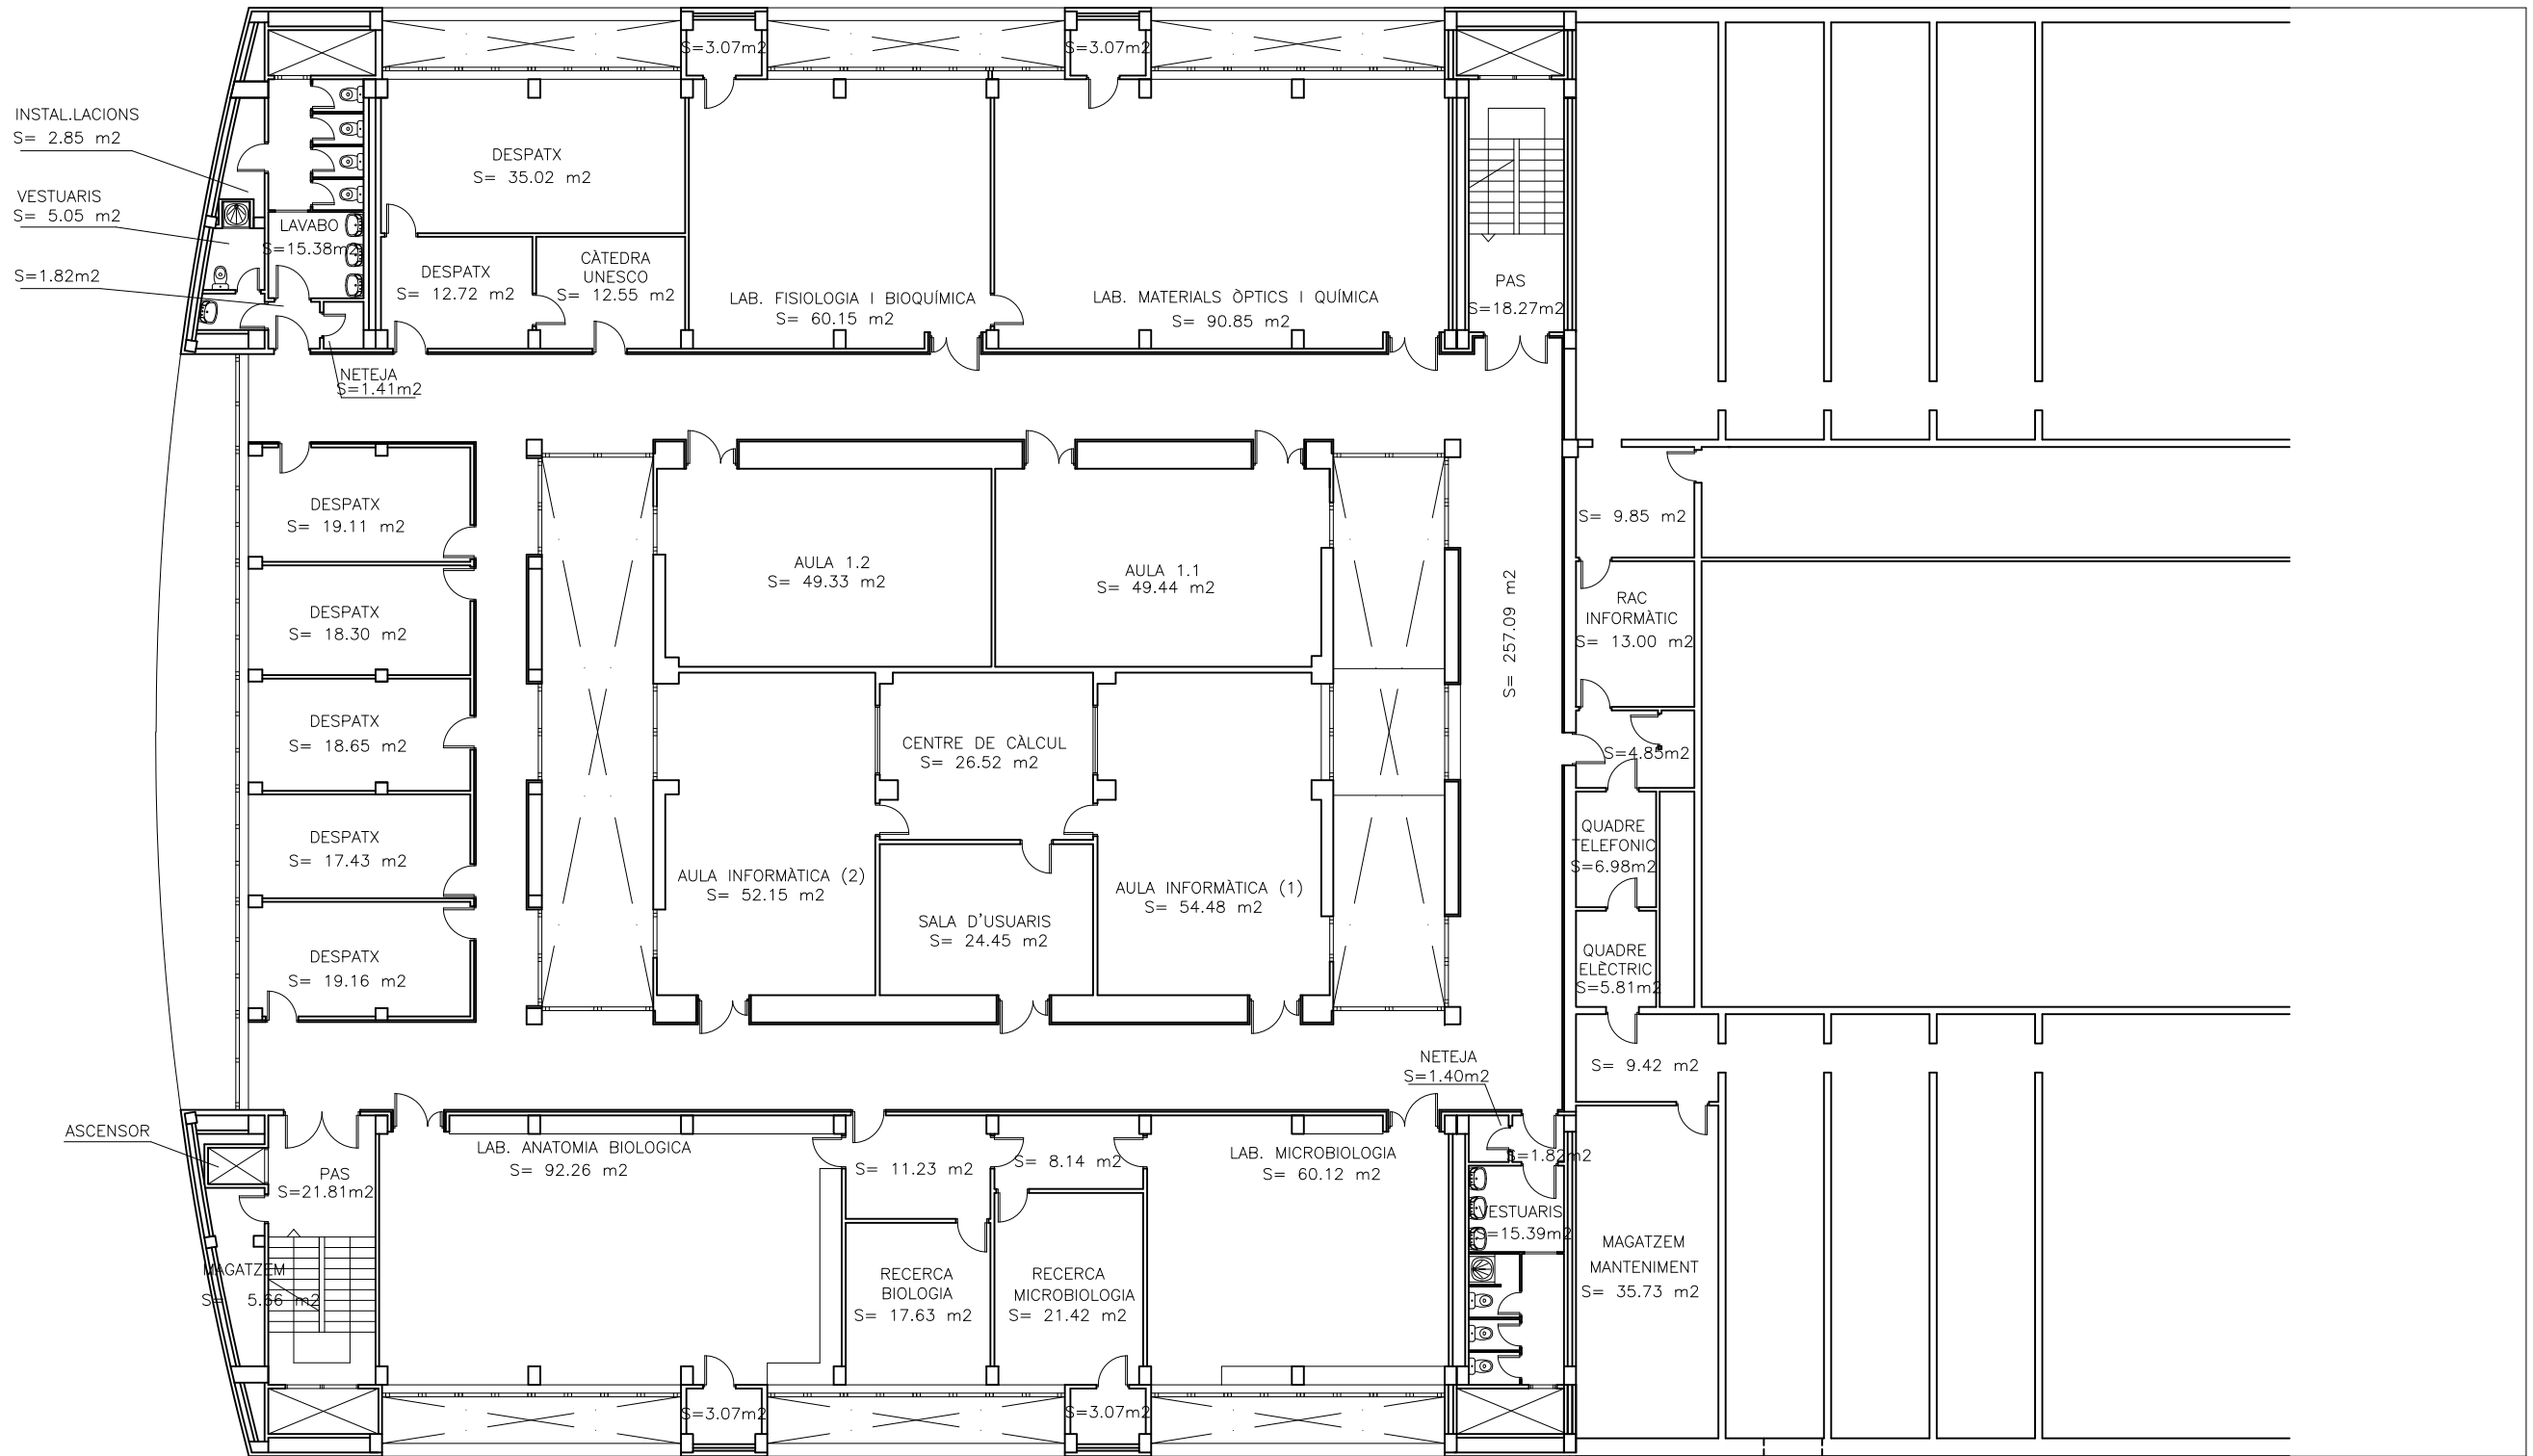 S=3.07m2
S=3.07m2
INSTAL.LACIONS
S= 2.85 m2
VESTUARIS
S= 5.05 m2
S=1.82m2
LAVABO
S=15.38m2
DESPATX
S= 35.02 m2
DESPATX
S= 12.72 m2
CÀTEDRA
UNESCO
S= 12.55 m2
LAB. FISIOLOGIA I BIOQUÍMICA
S= 60.15 m2
LAB. MATERIALS ÒPTICS I QUÍMICA
S= 90.85 m2
PAS
S=18.27m2
NETEJA
S=1.41m2
DESPATX
S= 19.11 m2
DESPATX
S= 18.30 m2
DESPATX
S= 18.65 m2
DESPATX
S= 17.43 m2
DESPATX
S= 19.16 m2
AULA 1.2
S= 49.33 m2
AULA 1.1
S= 49.44 m2
CENTRE DE CÀLCUL
S= 26.52 m2
AULA INFORMÀTICA (2)
S= 52.15 m2
SALA D'USUARIS
S= 24.45 m2
AULA INFORMÀTICA (1)
S= 54.48 m2
S= 257.09 m2
S= 9.85 m2
RAC
INFORMÀTIC
S= 13.00 m2
S=4.85m2
QUADRE
TELEFONIC
S=6.98m2
QUADRE
ELÈCTRIC
S=5.81m2
S= 9.42 m2
NETEJA
S=1.40m2
ASCENSOR
PAS
S=21.81m2
MAGATZEM
S= 5.66 m2
LAB. ANATOMIA BIOLOGICA
S= 92.26 m2
S= 11.23 m2
S= 8.14 m2
LAB. MICROBIOLOGIA
S= 60.12 m2
S=1.82m2
VESTUARIS
S=15.39m2
RECERCA
BIOLOGIA
S= 17.63 m2
RECERCA
MICROBIOLOGIA
S= 21.42 m2
MAGATZEM
MANTENIMENT
S= 35.73 m2
S=3.07m2
S=3.07m2